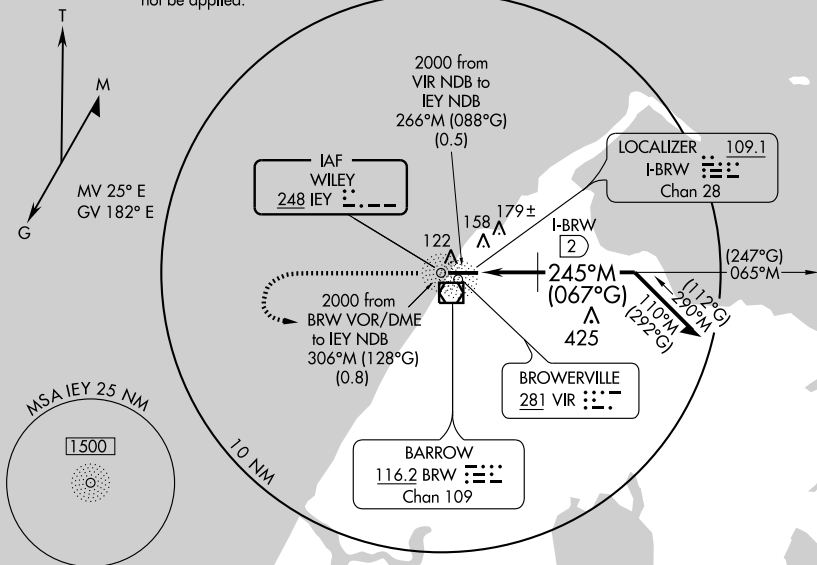 not be applied.
T
M
G
MV 25° E
GV 182° E
2000 from
VIR NDB to
IEY NDB
266°M (088°G)
(0.5)
IAF
WILEY
248 IEY
LOCALIZER 109.1
I-BRW
Chan 28
122
158
179±
I-BRW
2
245°M
(067°G)
425
(247°G)
065°M
(112°G)
290°M
110°M
(292°G)
2000 from
BRW VOR/DME
to IEY NDB
306°M (128°G)
(0.8)
BROWERVILLE
281 VIR
BARROW
116.2 BRW
Chan 109
10 NM
MSA IEY 25 NM
1500